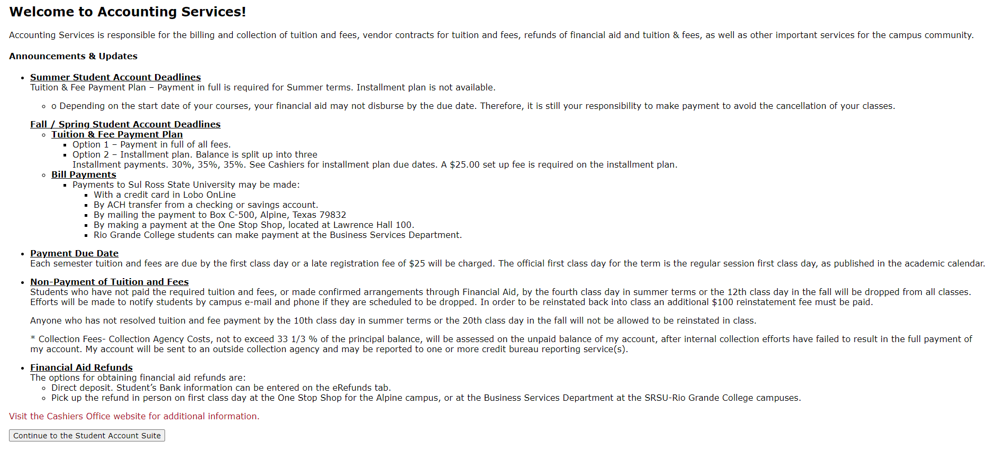 Welcome to Accounting Services!
Accounting Services is responsible for the billing and collection of tuition and fees, vendor contracts for tuition and fees, refunds of financial aid and tuition & fees, as well as other important services for the campus community.
Announcements & Updates
Summer Student Account Deadlines
Tuition & Fee Payment Plan – Payment in full is required for Summer terms. Installment plan is not available.
o Depending on the start date of your courses, your financial aid may not disburse by the due date. Therefore, it is still your responsibility to make payment to avoid the cancellation of your classes.
Fall / Spring Student Account Deadlines
Tuition & Fee Payment Plan
Option 1 – Payment in full of all fees.
Option 2 – Installment plan. Balance is split up into three
Installment payments. 30%, 35%, 35%. See Cashiers for installment plan due dates. A $25.00 set up fee is required on the installment plan.
Bill Payments
Payments to Sul Ross State University may be made:
With a credit card in Lobo OnLine
By ACH transfer from a checking or savings account.
By mailing the payment to Box C-500, Alpine, Texas 79832
By making a payment at the One Stop Shop, located at Lawrence Hall 100.
Rio Grande College students can make payment at the Business Services Department.
Payment Due Date
Each semester tuition and fees are due by the first class day or a late registration fee of $25 will be charged. The official first class day for the term is the regular session first class day, as published in the academic calendar.
Non-Payment of Tuition and Fees
Students who have not paid the required tuition and fees, or made confirmed arrangements through Financial Aid, by the fourth class day in summer terms or the 12th class day in the fall will be dropped from all classes.
Efforts will be made to notify students by campus e-mail and phone if they are scheduled to be dropped. In order to be reinstated back into class an additional $100 reinstatement fee must be paid.
Anyone who has not resolved tuition and fee payment by the 10th class day in summer terms or the 20th class day in the fall will not be allowed to be reinstated in class.
* Collection Fees- Collection Agency Costs, not to exceed 33 1/3 % of the principal balance, will be assessed on the unpaid balance of my account, after internal collection efforts have failed to result in the full payment of
my account. My account will be sent to an outside collection agency and may be reported to one or more credit bureau reporting service(s).
Financial Aid Refunds
The options for obtaining financial aid refunds are:
Direct deposit. Student’s Bank information can be entered on the eRefunds tab.
Pick up the refund in person on first class day at the One Stop Shop for the Alpine campus, or at the Business Services Department at the SRSU-Rio Grande College campuses.
Visit the Cashiers Office website for additional information.
Continue to the Student Account Suite